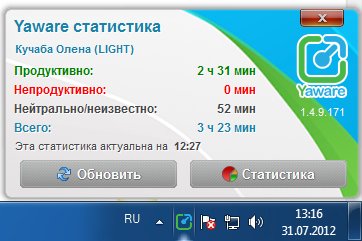 Yaware статистика
Кучаба Олена (LIGHT)
Продуктивно: 2 ч 31 мин
Непродуктивно: 0 мин
Нейтрально/неизвестно: 52 мин
Всего: 3 ч 23 мин
Эта статистика актуальна на 12:27
Yaware
1.4.9.171
Обновить
Статистика
RU
13:16
31.07.2012